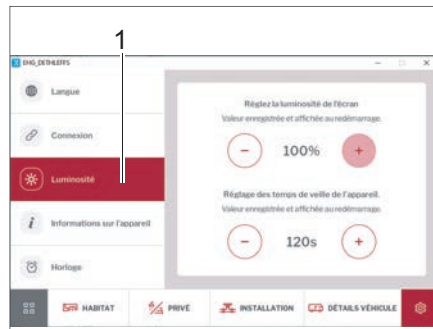 1
ENG_DETHLEFFS
Langue
Connexion
Luminosité
Informations sur l'appareil
Horloge
Réglez la luminosité de l'écran
Valeur enregistrée et affichée au redémarrage.
100%
Réglage des temps de veille de l'appareil.
Valeur enregistrée et affichée au redémarrage.
120s
HABITAT
PRIVÉ
INSTALLATION
DÉTAILS VÉHICULE